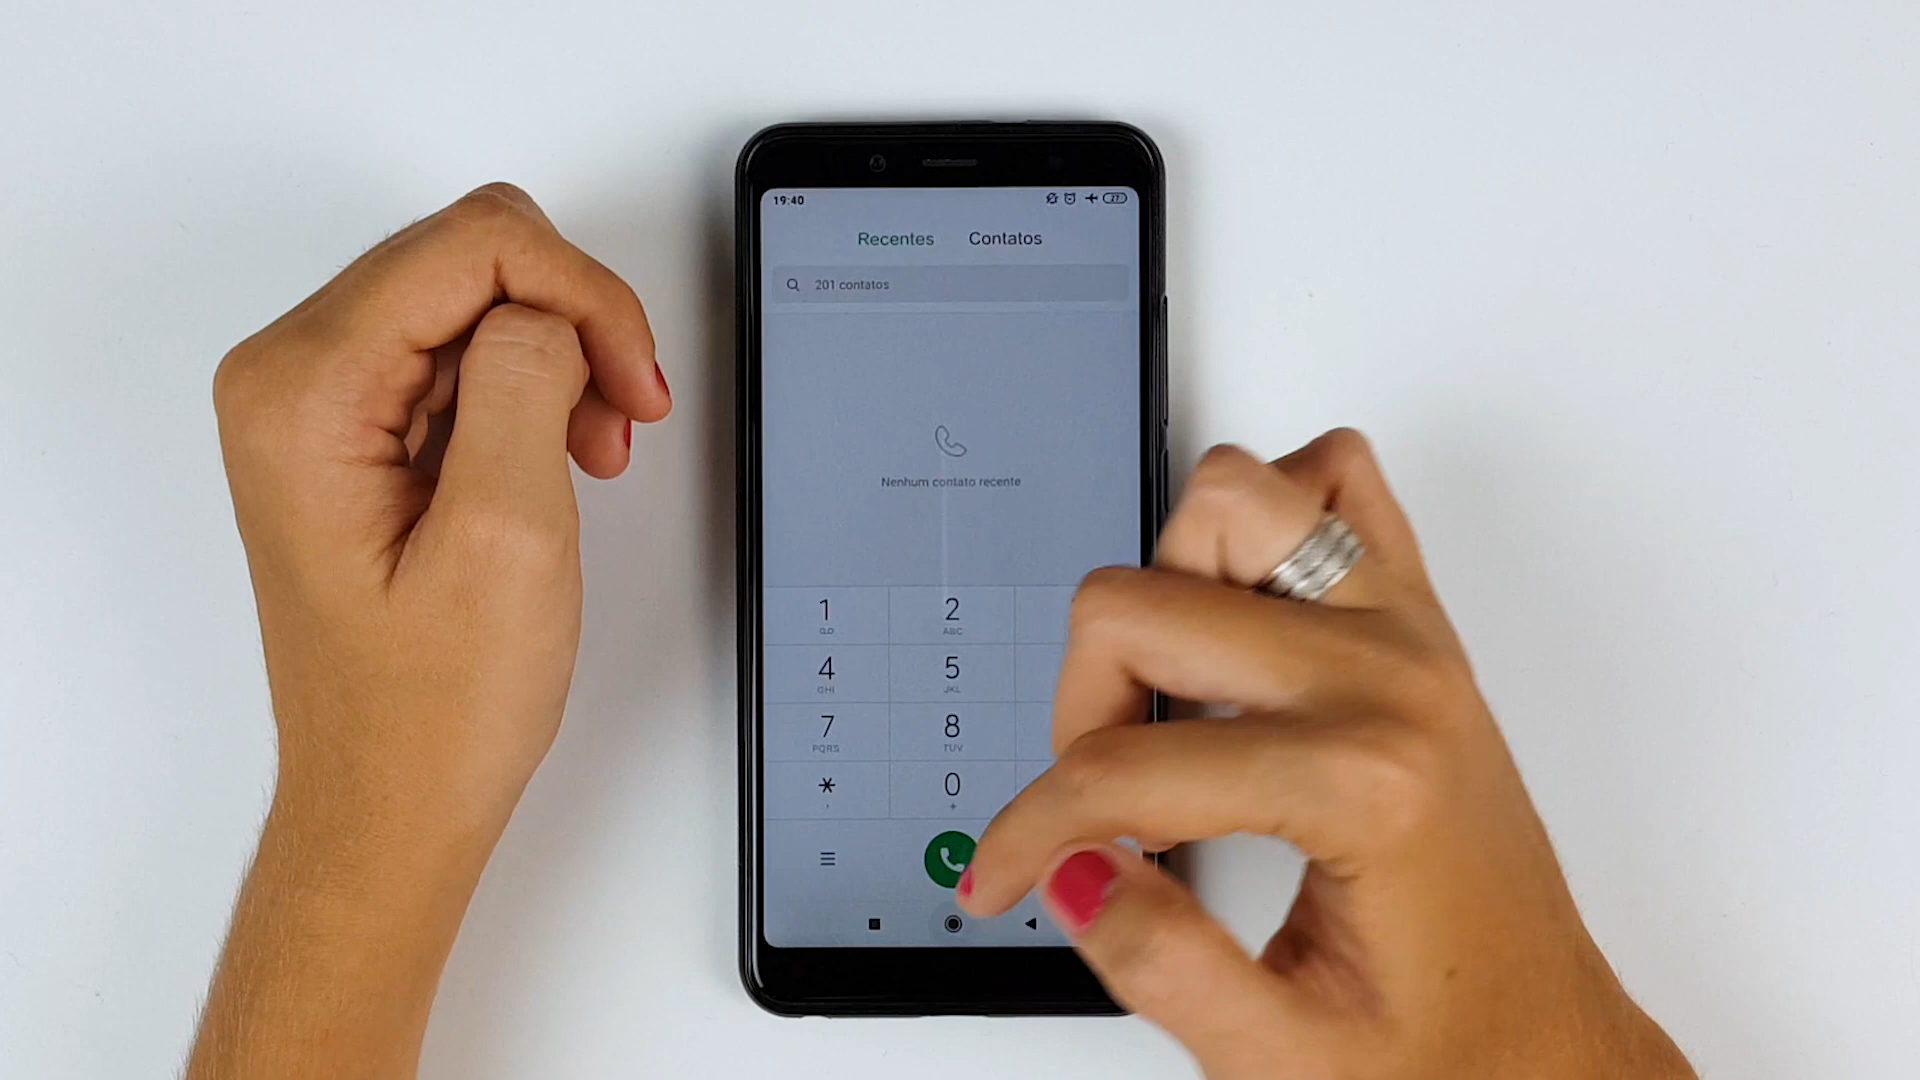 19:40
27
Recentes Contatos
201 contatos
Nenhum contato recente
1 2
ABC
4 5
GHI JKL
7 8
PQRS TUV
* 0
, +